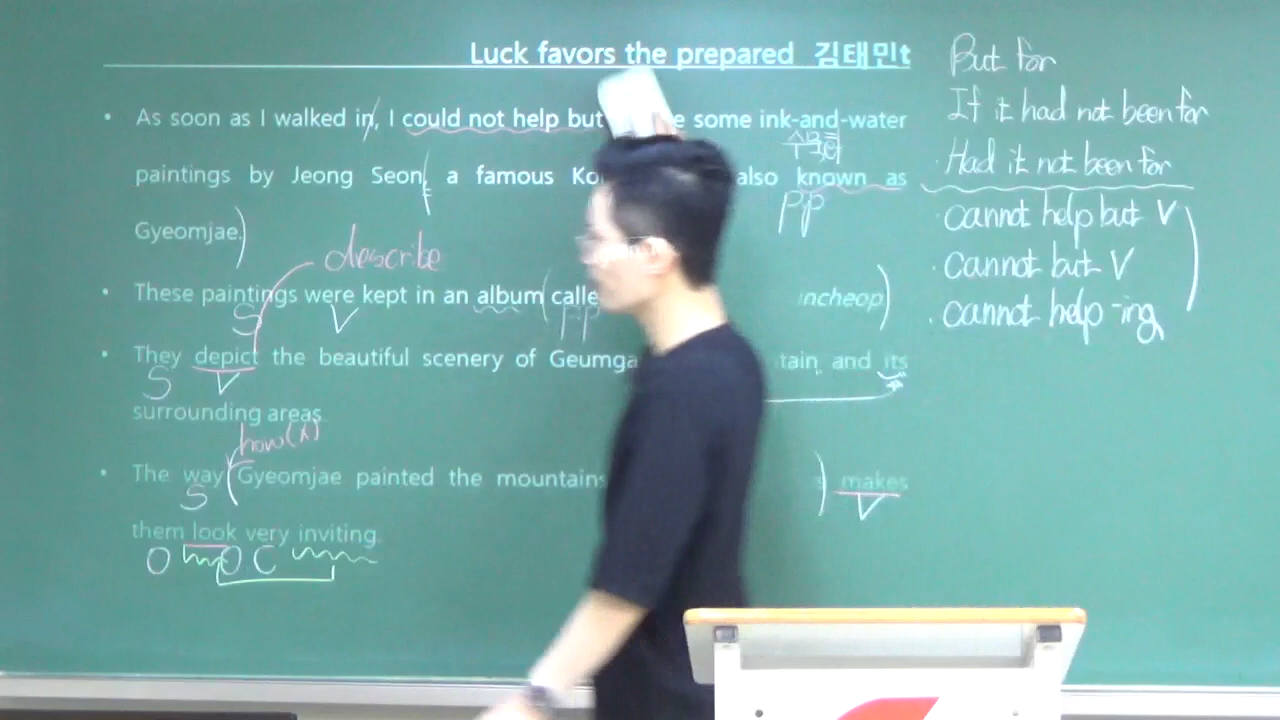 Luck favors the prepared 김태민t
• As soon as I walked in, I could not help but some ink-and-water
수묵화
paintings by Jeong Seon, a famous also known as
pp
Gyeomjae.)
describe
• These paintings were kept in an album (calle incheop)
S V pp
• They depict the beautiful scenery of Geumga tain, and its
S V
surrounding areas.
how(x)
• The way (Gyeomjae painted the mountains ) makes
S V
them look very inviting.
O OC
But for
If it had not been for
· Had it not been for
· cannot help but V
· cannot but V
· cannot help -ing